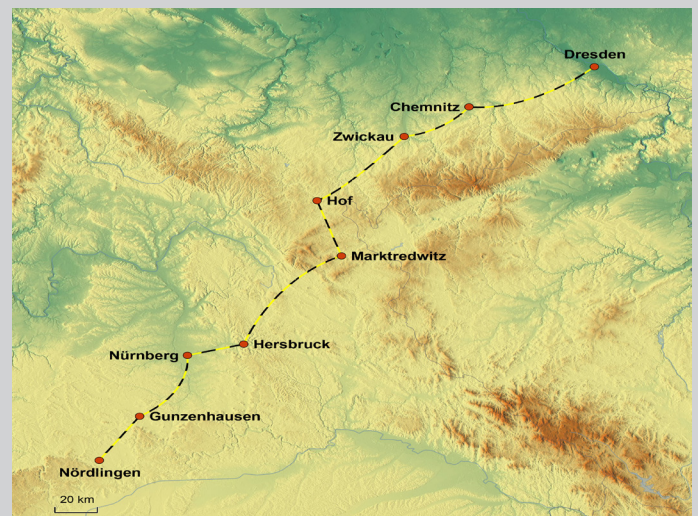 Dresden
Chemnitz
Zwickau
Hof
Marktredwitz
Hersbruck
Nürnberg
Gunzenhausen
Nördlingen
20 km